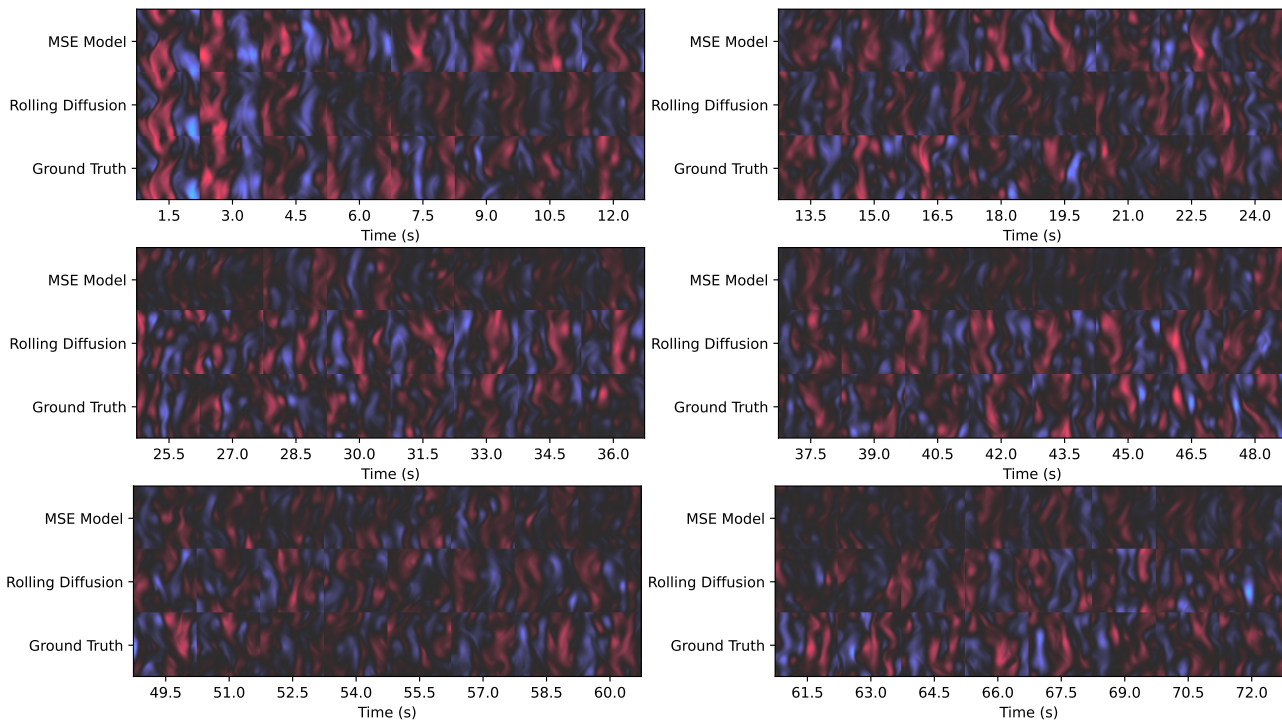 MSE Model
Rolling Diffusion
Ground Truth
1.5 3.0 4.5 6.0 7.5 9.0 10.5 12.0
Time (s)
MSE Model
Rolling Diffusion
Ground Truth
13.5 15.0 16.5 18.0 19.5 21.0 22.5 24.0
Time (s)
MSE Model
Rolling Diffusion
Ground Truth
25.5 27.0 28.5 30.0 31.5 33.0 34.5 36.0
Time (s)
MSE Model
Rolling Diffusion
Ground Truth
37.5 39.0 40.5 42.0 43.5 45.0 46.5 48.0
Time (s)
MSE Model
Rolling Diffusion
Ground Truth
49.5 51.0 52.5 54.0 55.5 57.0 58.5 60.0
Time (s)
MSE Model
Rolling Diffusion
Ground Truth
61.5 63.0 64.5 66.0 67.5 69.0 70.5 72.0
Time (s)